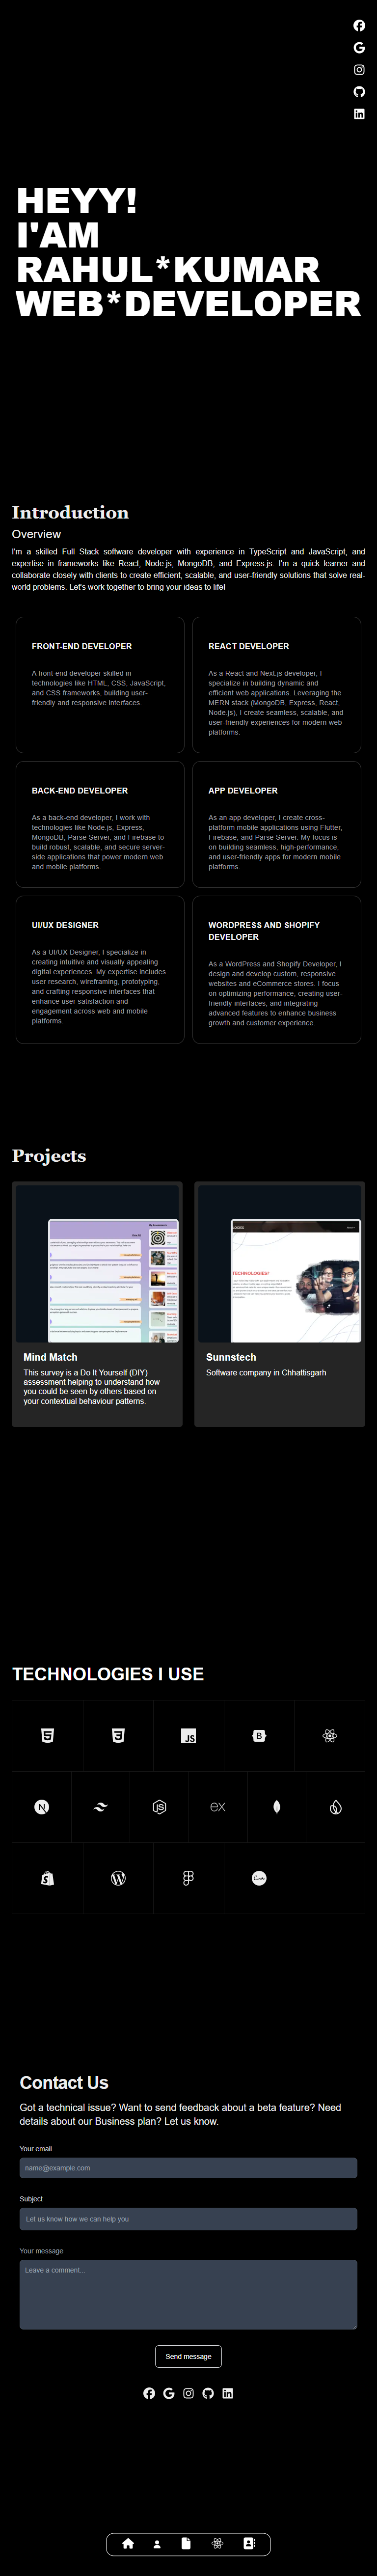 HEYY!
I'AM
RAHUL*KUMAR
WEB*DEVELOPER
Introduction
Overview
I'm a skilled Full Stack software developer with experience in TypeScript and JavaScript, and
expertise in frameworks like React, Node.js, MongoDB, and Express.js. I'm a quick learner and
collaborate closely with clients to create efficient, scalable, and user-friendly solutions that solve real-
world problems. Let's work together to bring your ideas to life!
FRONT-END DEVELOPER
A front-end developer skilled in
technologies like HTML, CSS, JavaScript,
and CSS frameworks, building user-
friendly and responsive interfaces.
REACT DEVELOPER
As a React and Next.js developer, I
specialize in building dynamic and
efficient web applications. Leveraging the
MERN stack (MongoDB, Express, React,
Node.js), I create seamless, scalable, and
user-friendly experiences for modern web
platforms.
BACK-END DEVELOPER
As a back-end developer, I work with
technologies like Node.js, Express,
MongoDB, Parse Server, and Firebase to
build robust, scalable, and secure server-
side applications that power modern web
and mobile platforms.
APP DEVELOPER
As an app developer, I create cross-
platform mobile applications using Flutter,
Firebase, and Parse Server. My focus is
on building seamless, high-performance,
and user-friendly apps for modern mobile
platforms.
UI/UX DESIGNER
As a UI/UX Designer, I specialize in
creating intuitive and visually appealing
digital experiences. My expertise includes
user research, wireframing, prototyping,
and crafting responsive interfaces that
enhance user satisfaction and
engagement across web and mobile
platforms.
WORDPRESS AND SHOPIFY
DEVELOPER
As a WordPress and Shopify Developer, I
design and develop custom, responsive
websites and eCommerce stores. I focus
on optimizing performance, creating user-
friendly interfaces, and integrating
advanced features to enhance business
growth and customer experience.
Projects
Mind Match
This survey is a Do It Yourself (DIY)
assessment helping to understand how
you could be seen by others based on
your contextual behaviour patterns.
TECHNOLOGIES?
Sunnstech
Software company in Chhattisgarh
TECHNOLOGIES I USE
JS
B
N
JS
ex
Canva
Contact Us
Got a technical issue? Want to send feedback about a beta feature? Need
details about our Business plan? Let us know.
Your email
name@example.com
Subject
Let us know how we can help you
Your message
Leave a comment...
Send message